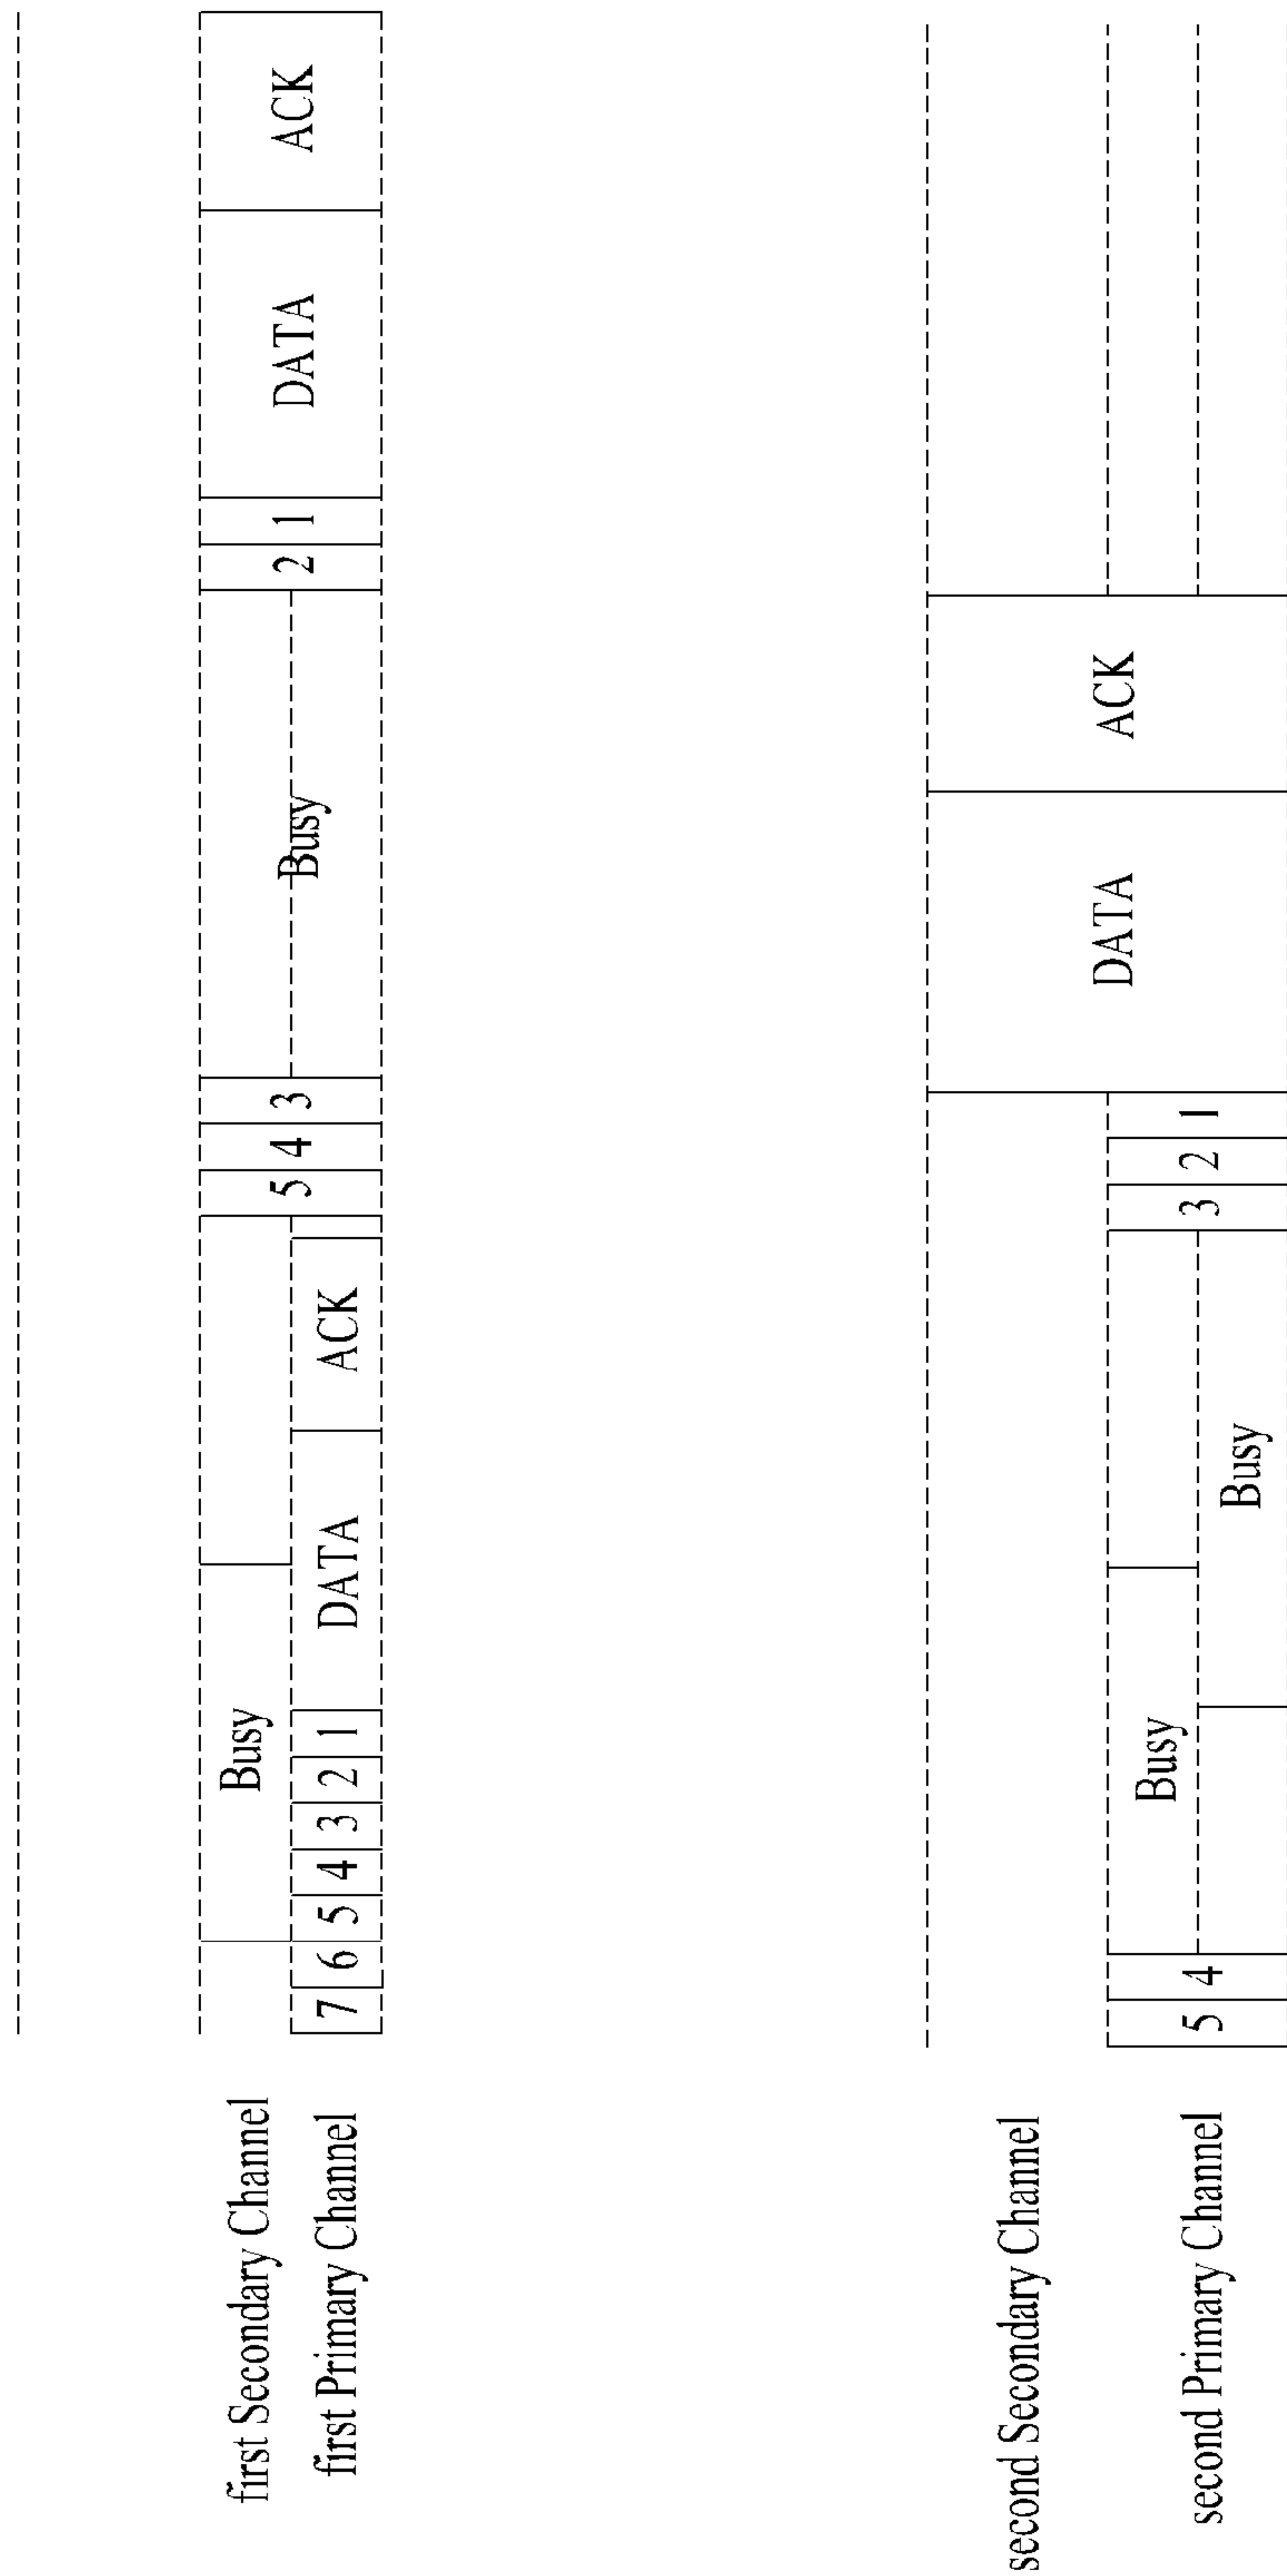 first Secondary Channel
Busy
first Primary Channel
7 6 5 4 3 2 1 DATA ACK
5 4 3 Busy 2 1 DATA ACK
second Secondary Channel
second Primary Channel
5 4
Busy
Busy
3 2 1
DATA ACK